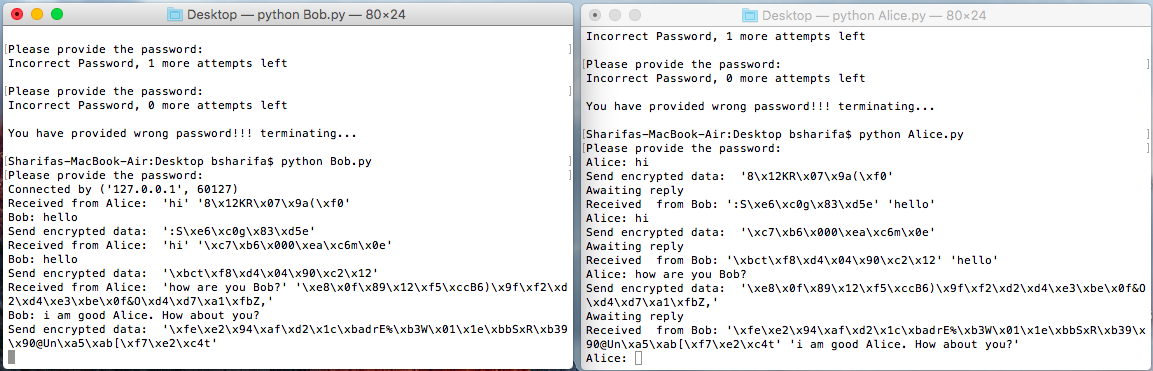 Desktop — python Bob.py — 80×24
[Please provide the password: ]
Incorrect Password, 1 more attempts left
[Please provide the password: ]
Incorrect Password, 0 more attempts left
You have provided wrong password!!! terminating...
[Sharifas-MacBook-Air:Desktop bsharifa$ python Bob.py ]
[Please provide the password: ]
Connected by ('127.0.0.1', 60127)
Received from Alice:  'hi' '8\x12KR\x07\x9a(\xf0'
Bob: hello
Send encrypted data:  ':S\xe6\xc0g\x83\xd5e'
Received from Alice:  'hi' '\xc7\xb6\x000\xea\xc6m\x0e'
Bob: hello
Send encrypted data:  '\xbct\xf8\xd4\x04\x90\xc2\x12'
Received from Alice:  'how are you Bob?' '\xe8\x0f\x89\x12\xf5\xccB6)\x9f\xf2\xd
2\xd4\xe3\xbe\x0f&O\xd4\xd7\xa1\xfbZ,'
Bob: i am good Alice. How about you?
Send encrypted data:  '\xfe\xe2\x94\xaf\xd2\x1c\xbadrE%\xb3W\x01\x1e\xbbSxR\xb39
\x90@Un\xa5\xab[\xf7\xe2\xc4t'
Desktop — python Alice.py — 80×24
Incorrect Password, 1 more attempts left
[Please provide the password: ]
Incorrect Password, 0 more attempts left
You have provided wrong password!!! terminating...
[Sharifas-MacBook-Air:Desktop bsharifa$ python Alice.py ]
[Please provide the password: ]
Alice: hi
Send encrypted data:  '8\x12KR\x07\x9a(\xf0'
Awaiting reply
Received  from Bob: ':S\xe6\xc0g\x83\xd5e' 'hello'
Alice: hi
Send encrypted data:  '\xc7\xb6\x000\xea\xc6m\x0e'
Awaiting reply
Received  from Bob: '\xbct\xf8\xd4\x04\x90\xc2\x12' 'hello'
Alice: how are you Bob?
Send encrypted data:  '\xe8\x0f\x89\x12\xf5\xccB6)\x9f\xf2\xd2\xd4\xe3\xbe\x0f&O
\xd4\xd7\xa1\xfbZ,'
Awaiting reply
Received  from Bob: '\xfe\xe2\x94\xaf\xd2\x1c\xbadrE%\xb3W\x01\x1e\xbbSxR\xb39\x
90@Un\xa5\xab[\xf7\xe2\xc4t' 'i am good Alice. How about you?'
Alice: